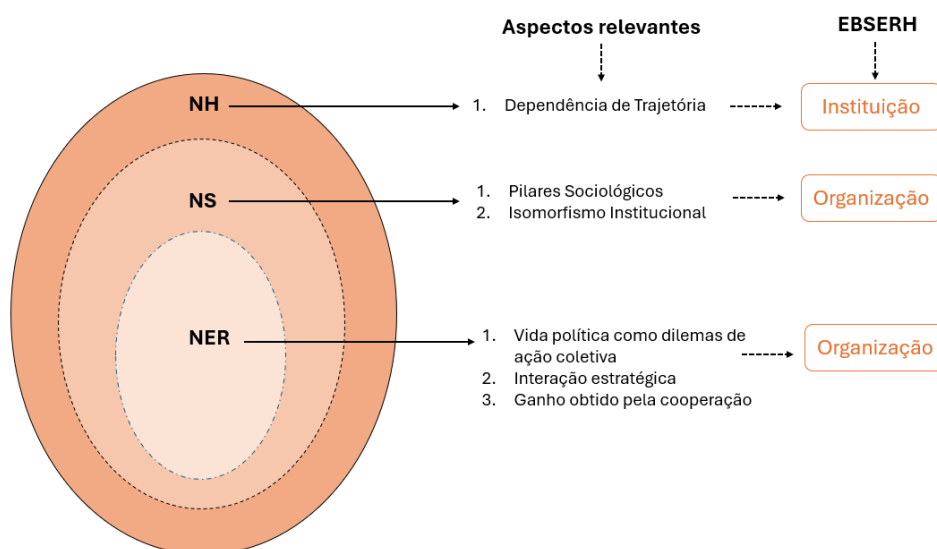 Aspectos relevantes
EBSERH
NH
1. Dependência de Trajetória
Instituição
NS
1. Pilares Sociológicos
2. Isomorfismo Institucional
Organização
NER
1. Vida política como dilemas de
ação coletiva
2. Interação estratégica
3. Ganho obtido pela cooperação
Organização